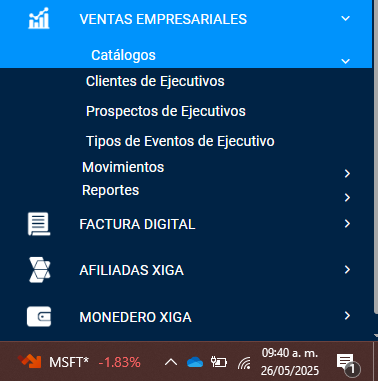 VENTAS EMPRESARIALES
Catálogos
Clientes de Ejecutivos
Prospectos de Ejecutivos
Tipos de Eventos de Ejecutivo
Movimientos
Reportes
FACTURA DIGITAL
AFILIADAS XIGA
MONEDERO XIGA
MSFT* -1.83%
09:40 a. m.
26/05/2025
1